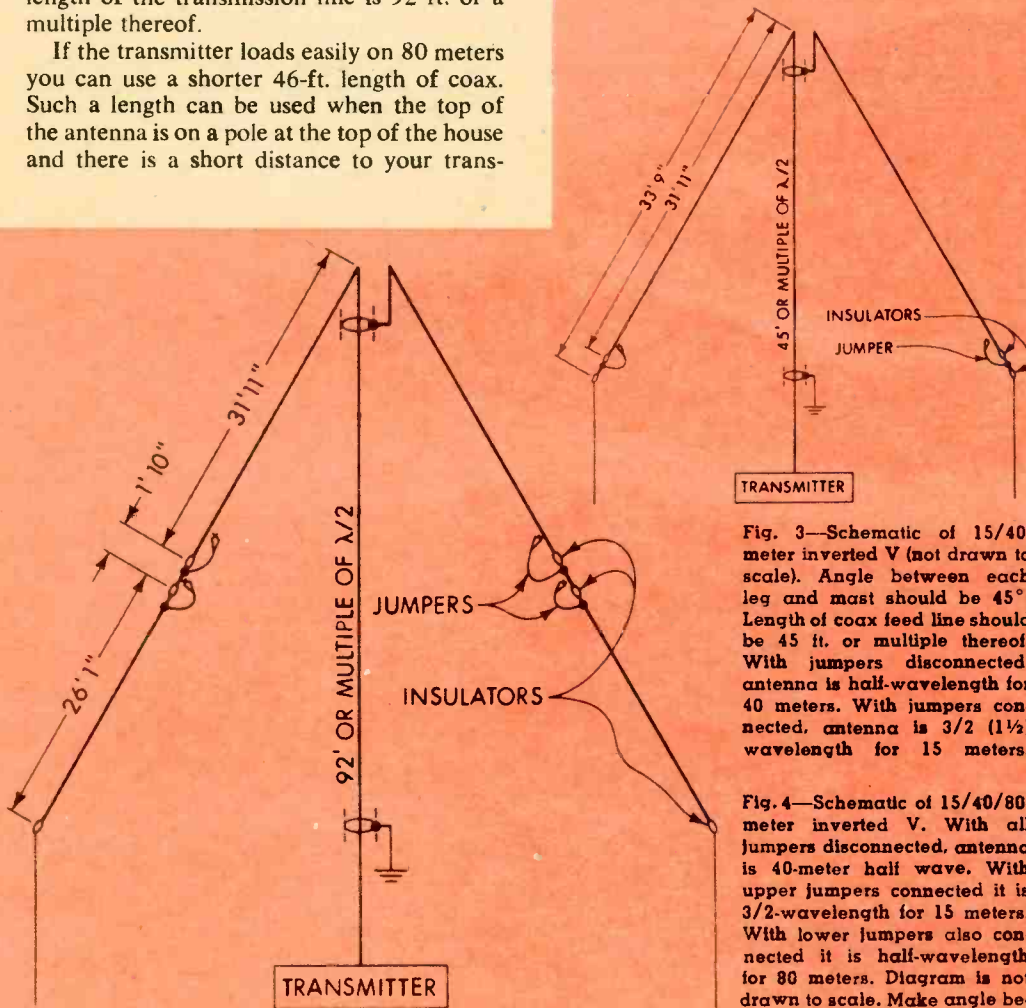 length of the transmission line is 92 ft. or a
multiple thereof.
If the transmitter loads easily on 80 meters
you can use a shorter 46-ft. length of coax.
Such a length can be used when the top of
the antenna is on a pole at the top of the house
and there is a short distance to your trans-
33'9"
31'11"
45' OR MULTIPLE OF λ/2
INSULATORS
JUMPER
TRANSMITTER
31'11"
1'10"
26'1"
92' OR MULTIPLE OF λ/2
JUMPERS
INSULATORS
TRANSMITTER
Fig. 3—Schematic of 15/40
meter inverted V (not drawn to
scale). Angle between each
leg and mast should be 45°
Length of coax feed line should
be 45 ft. or multiple thereof
With jumpers disconnected
antenna is half-wavelength for
40 meters. With jumpers con
nected, antenna is 3/2 (1½
wavelength for 15 meters
Fig. 4—Schematic of 15/40/80
meter inverted V. With all
jumpers disconnected, antenna
is 40-meter half wave. With
upper jumpers connected it is
3/2-wavelength for 15 meters
With lower jumpers also con
nected it is half-wavelength
for 80 meters. Diagram is not
drawn to scale. Make angle be